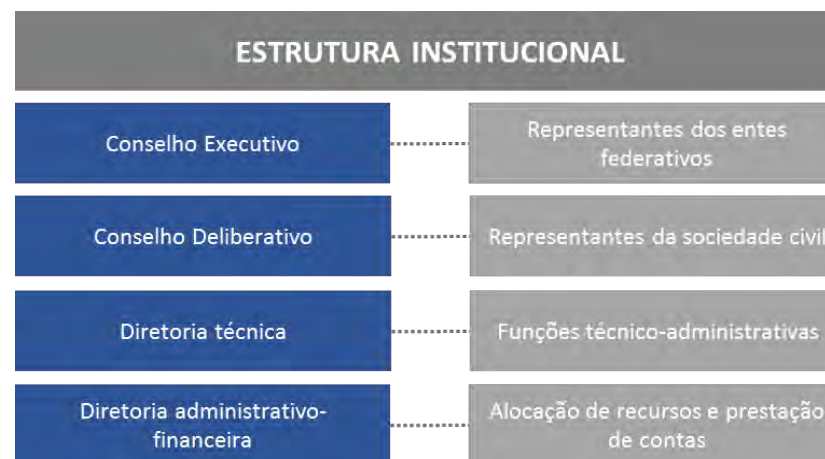 ESTRUTURA INSTITUCIONAL
Conselho Executivo
Representantes dos entes
federativos
Conselho Deliberativo
Representantes da sociedade civil
Diretoria técnica
Funções técnico-administrativas
Diretoria administrativo-
financeira
Alocação de recursos e prestação
de contas